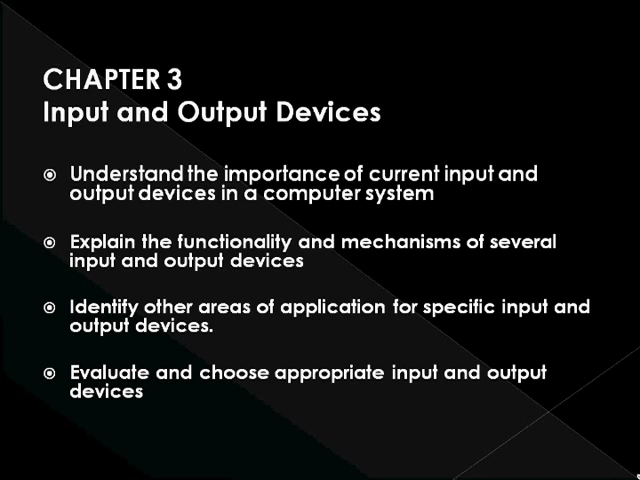 CHAPTER 3
Input and Output Devices
Understand the importance of current input and
output devices in a computer system
Explain the functionality and mechanisms of several
input and output devices
Identify other areas of application for specific input and
output devices.
Evaluate and choose appropriate input and output
devices